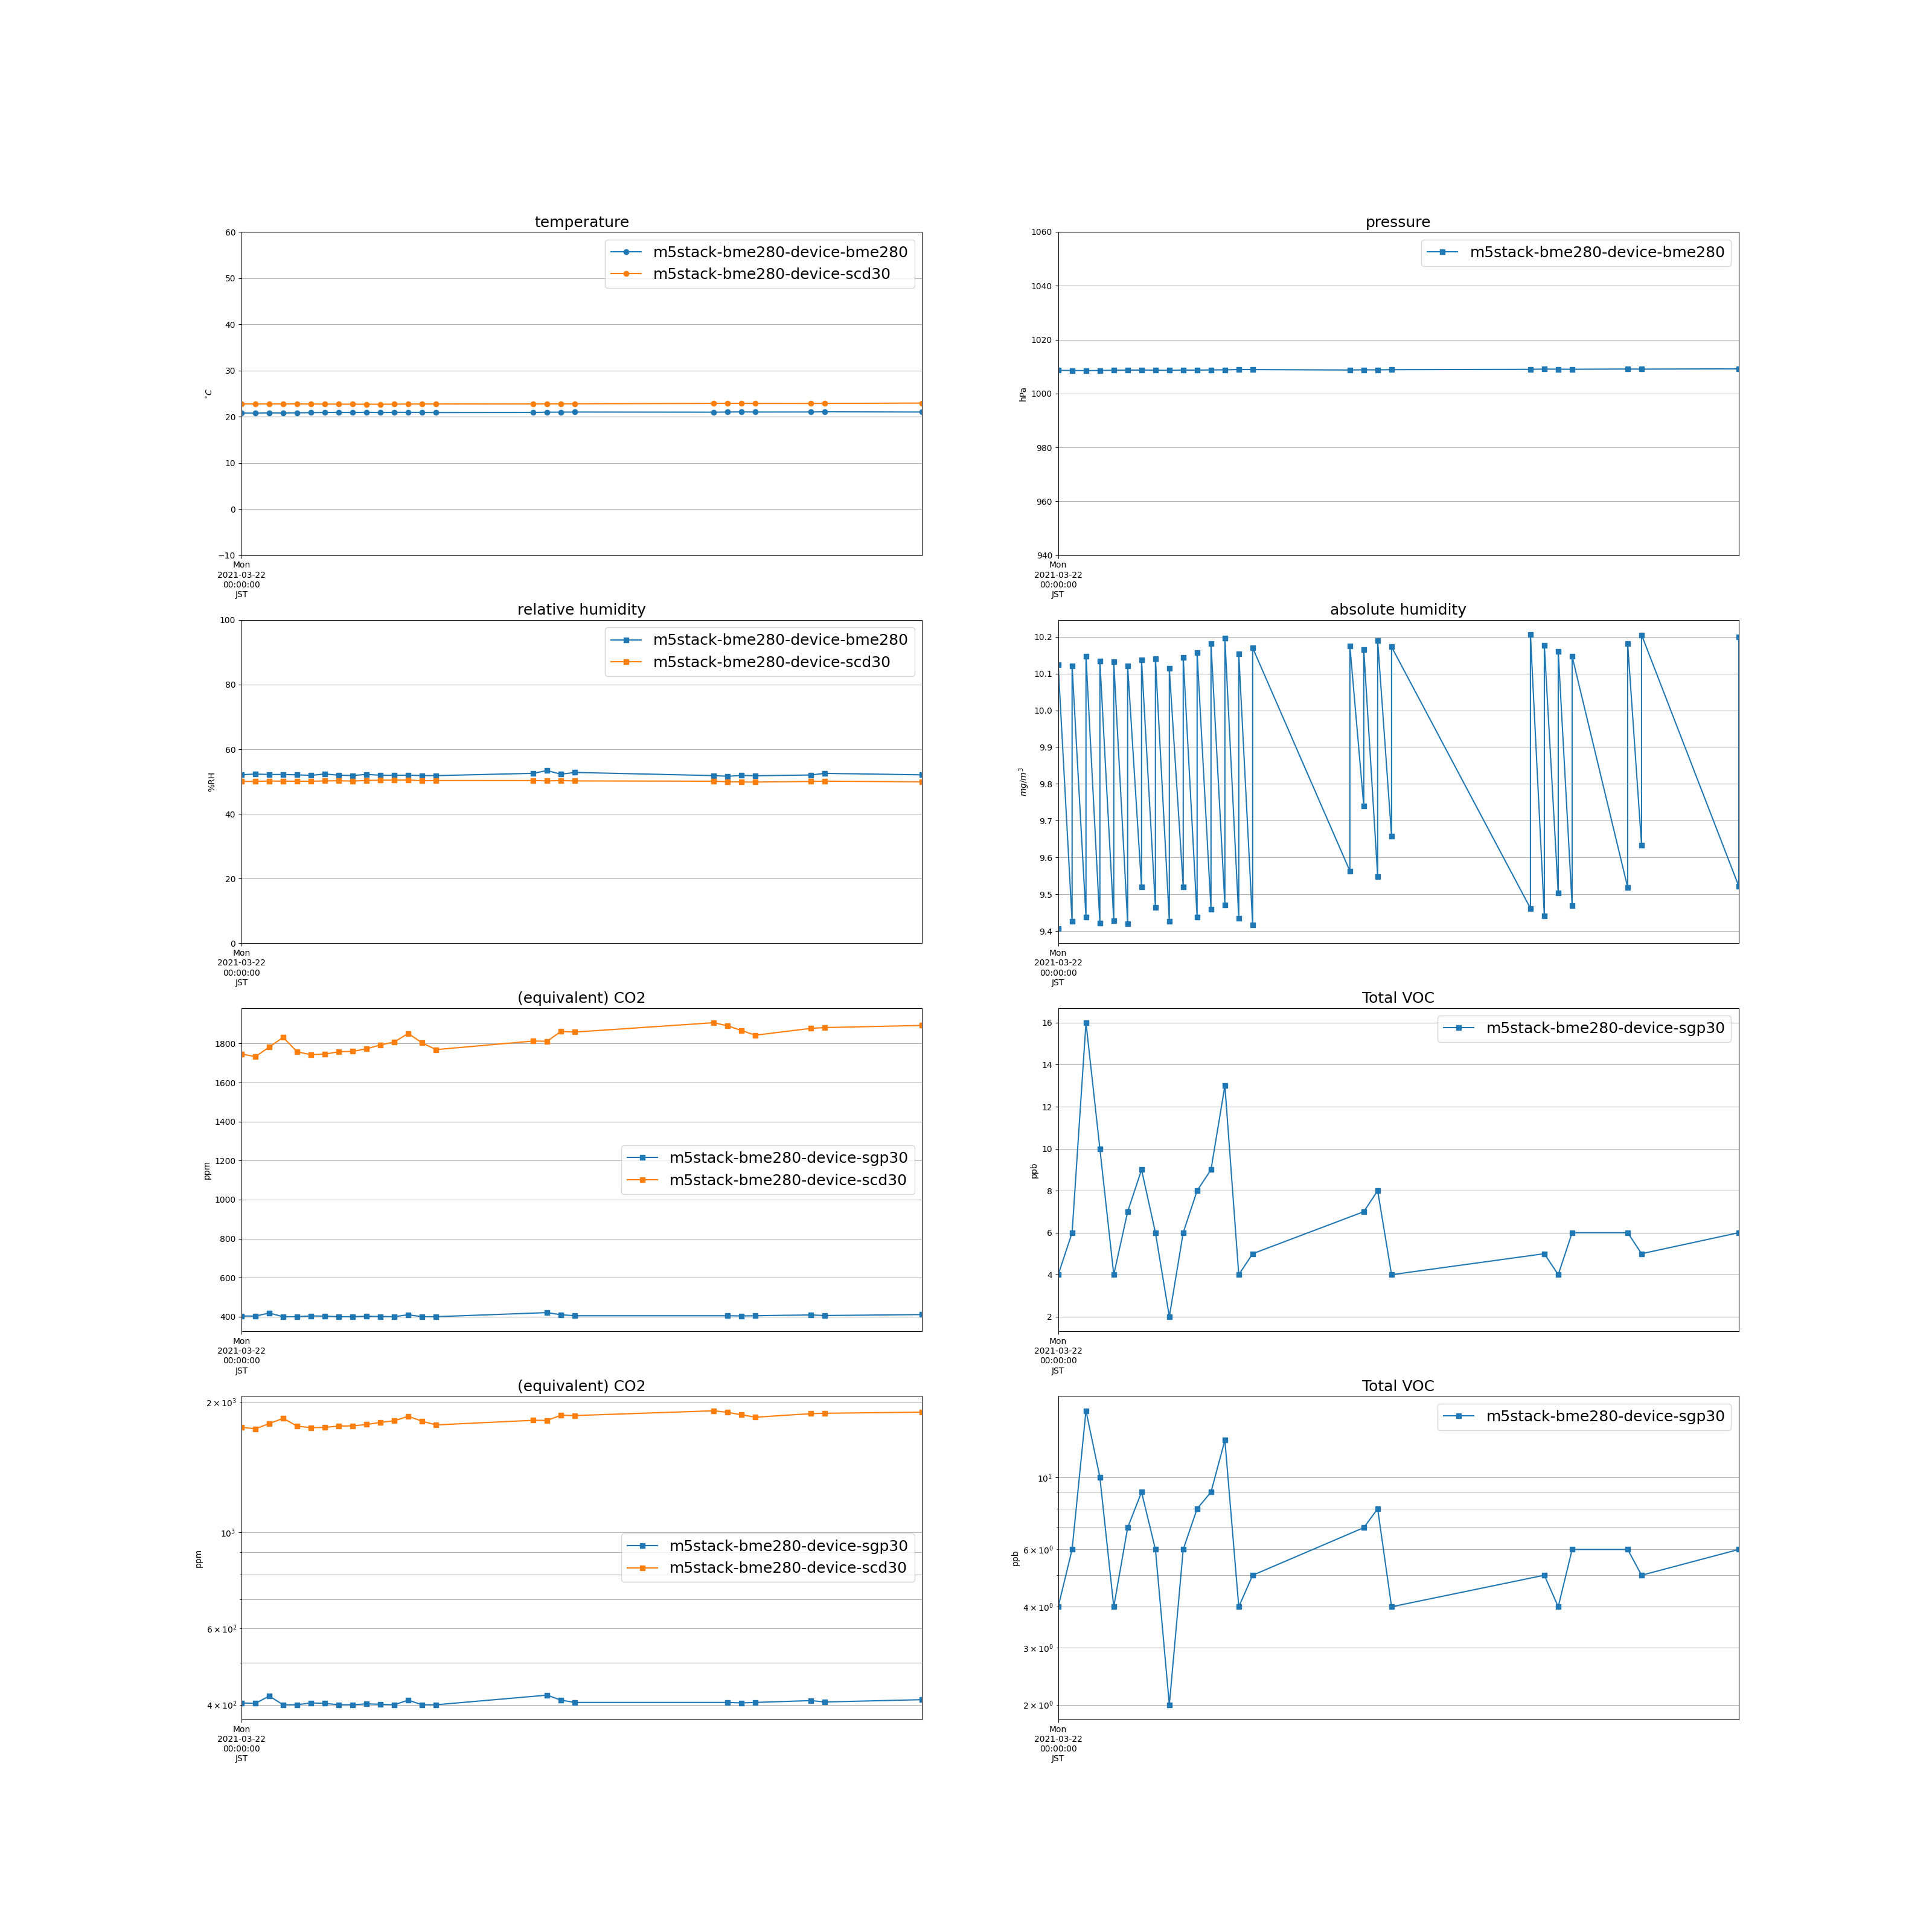 temperature
60
50
40
30
20
10
0
−10
°C
m5stack-bme280-device-bme280
m5stack-bme280-device-scd30
Mon
2021-03-22
00:00:00
JST
pressure
1060
1040
1020
1000
980
960
940
hPa
m5stack-bme280-device-bme280
Mon
2021-03-22
00:00:00
JST
relative humidity
100
80
60
40
20
0
%RH
m5stack-bme280-device-bme280
m5stack-bme280-device-scd30
Mon
2021-03-22
00:00:00
JST
absolute humidity
10.2
10.1
10.0
9.9
9.8
9.7
9.6
9.5
9.4
mg/m³
Mon
2021-03-22
00:00:00
JST
(equivalent) CO2
1800
1600
1400
1200
1000
800
600
400
ppm
m5stack-bme280-device-sgp30
m5stack-bme280-device-scd30
Mon
2021-03-22
00:00:00
JST
Total VOC
16
14
12
10
8
6
4
2
ppb
m5stack-bme280-device-sgp30
Mon
2021-03-22
00:00:00
JST
(equivalent) CO2
2 × 10³
10³
6 × 10²
4 × 10²
ppm
m5stack-bme280-device-sgp30
m5stack-bme280-device-scd30
Mon
2021-03-22
00:00:00
JST
Total VOC
10¹
6 × 10⁰
4 × 10⁰
3 × 10⁰
2 × 10⁰
ppb
m5stack-bme280-device-sgp30
Mon
2021-03-22
00:00:00
JST